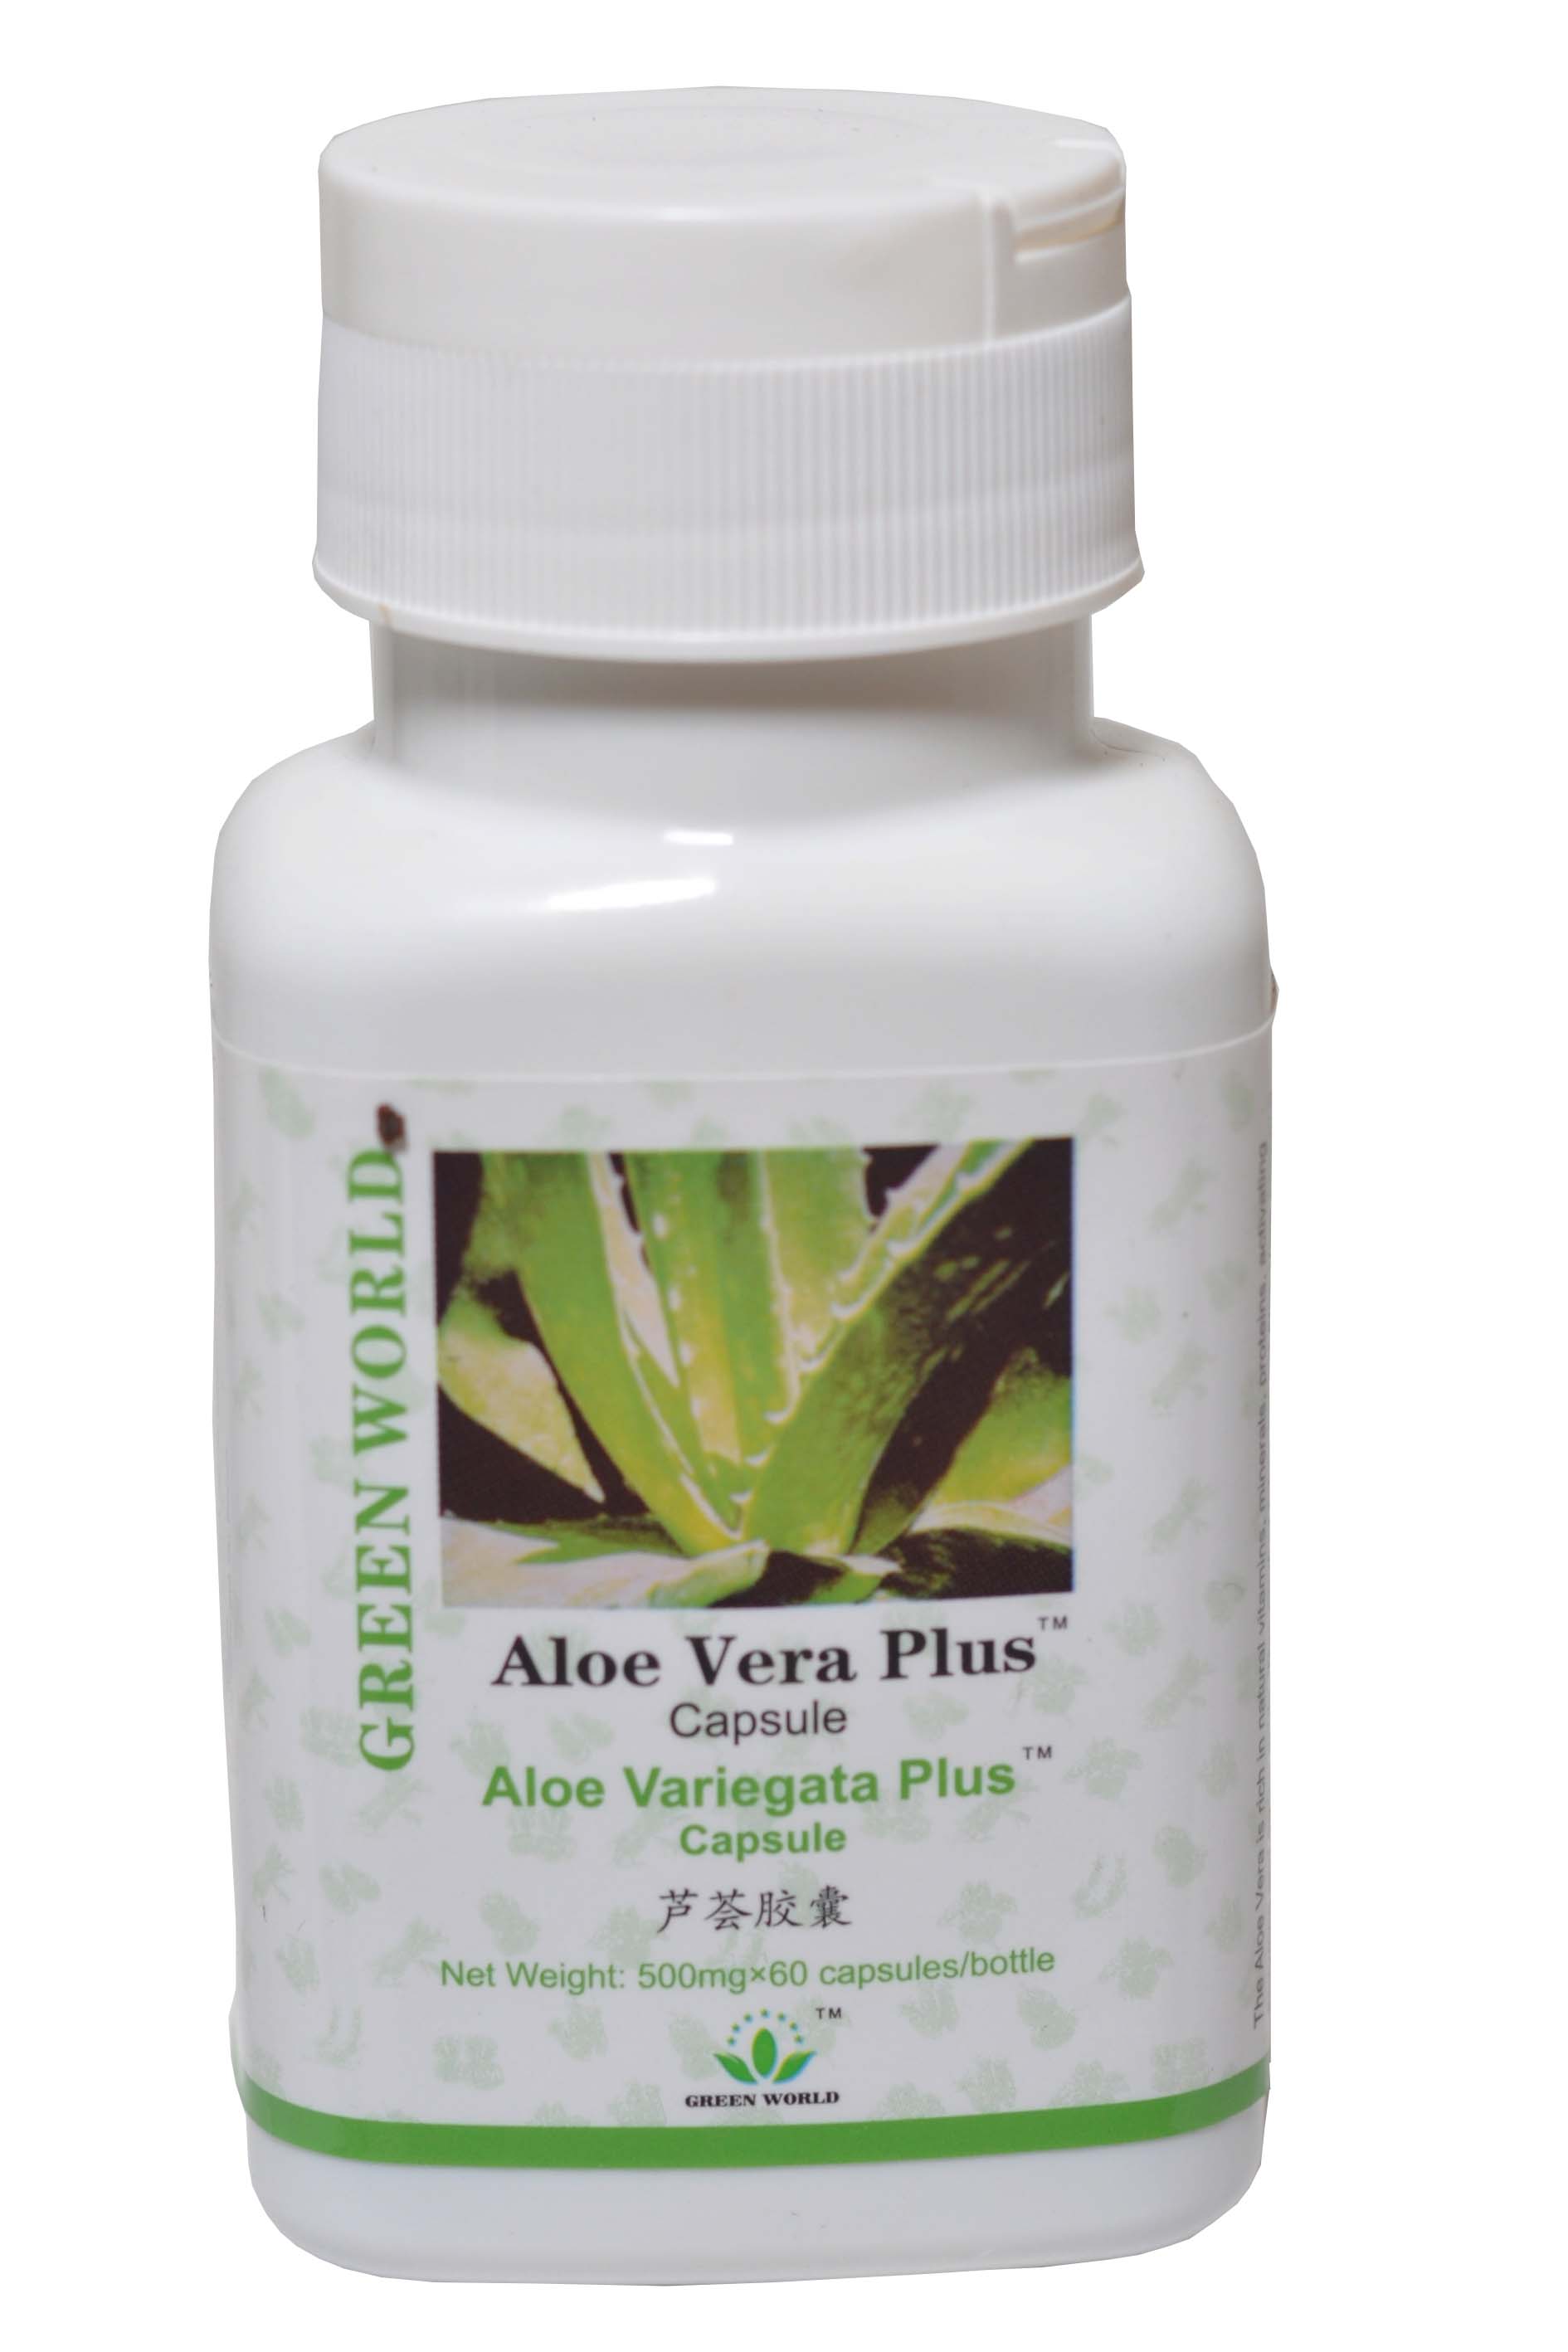 GREEN WORLD
Aloe Vera Plus™
Capsule
Aloe Variegata Plus™
Capsule
芦荟胶囊
Net Weight: 500mg×60 capsules/bottle
™
GREEN WORLD
The Aloe Vera is rich in natural vitamins, minerals, proteins, activating